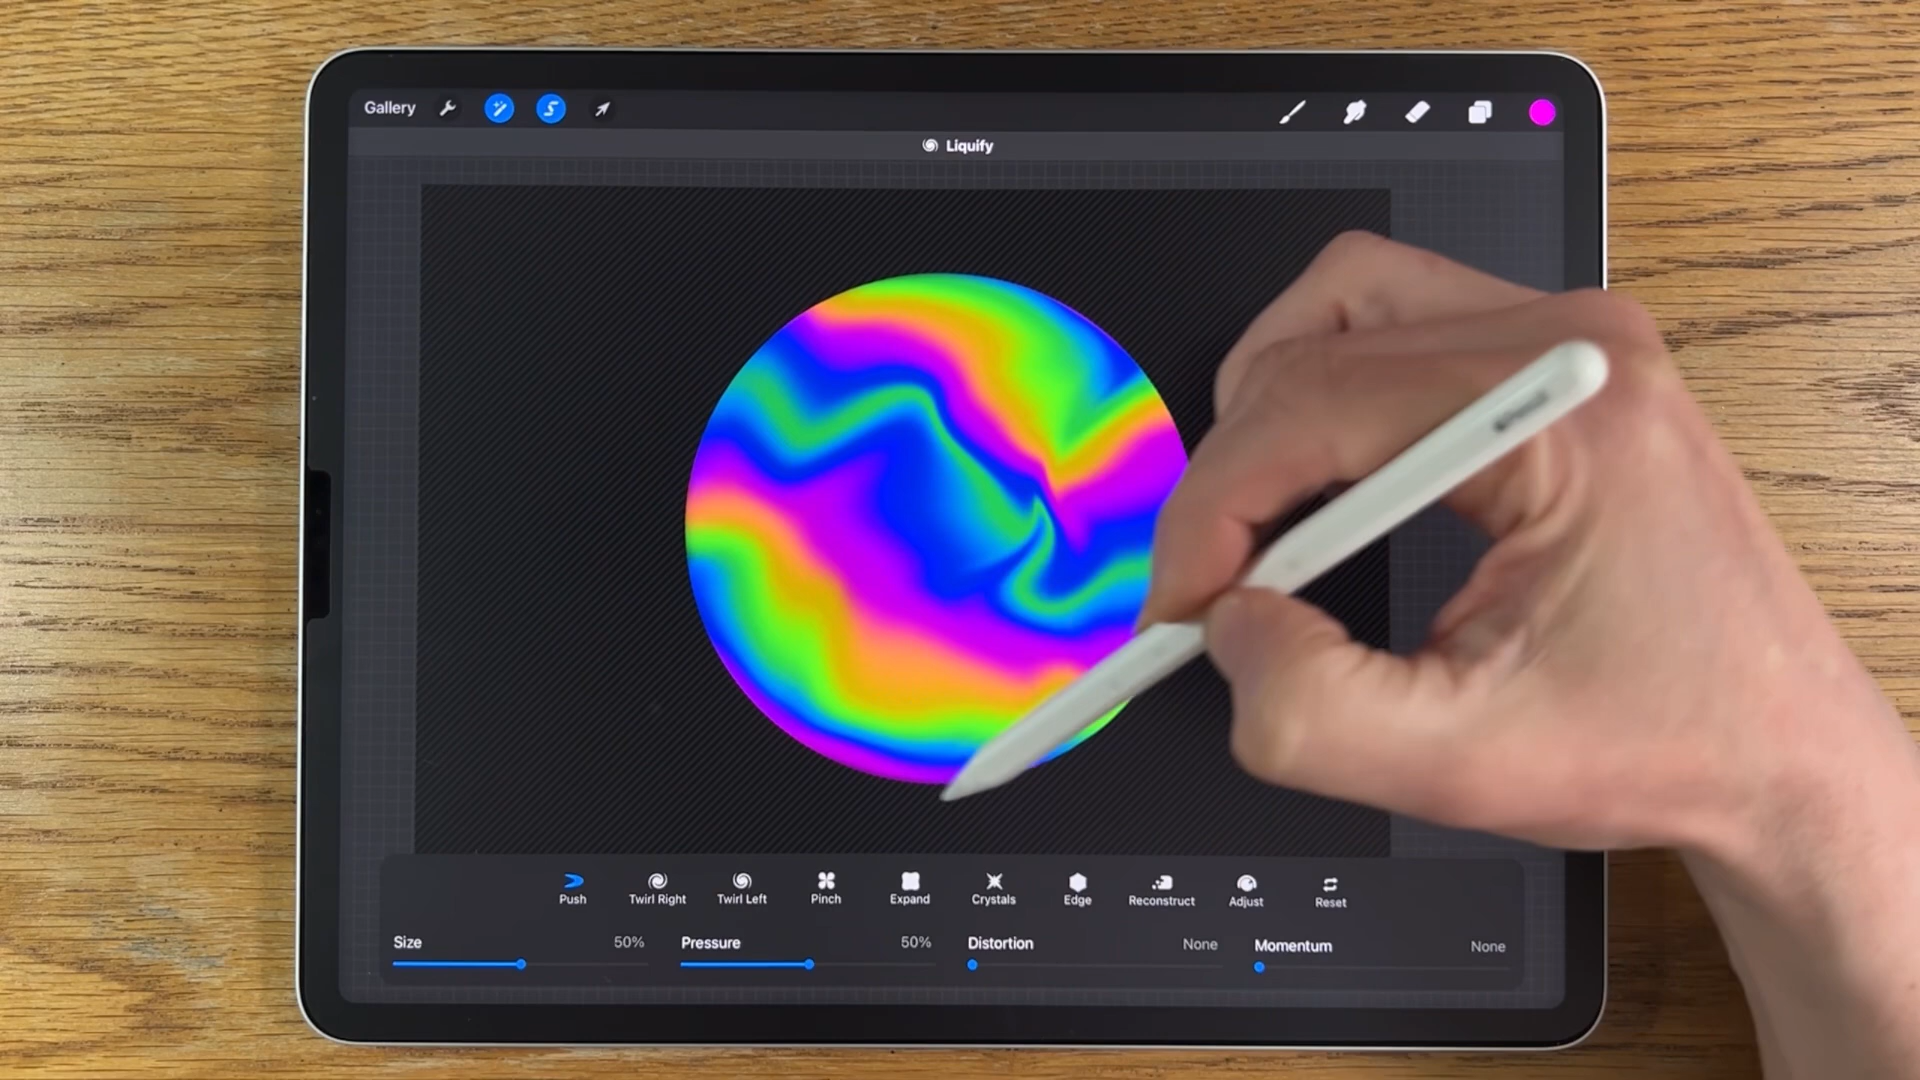 Gallery
Liquify
Push Twirl Right Twirl Left Pinch Expand Crystals Edge Reconstruct Adjust Reset
Size 50% Pressure 50% Distortion None Momentum None